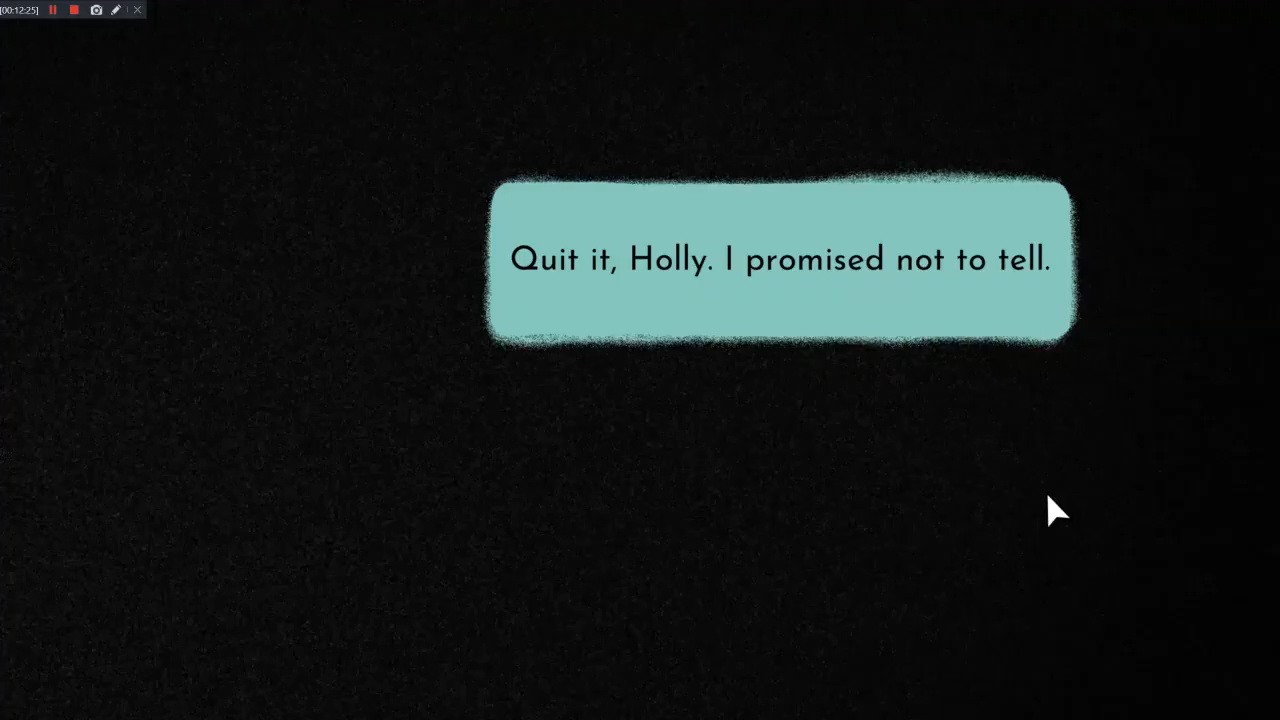 [00:12:25]
Quit it, Holly. I promised not to tell.